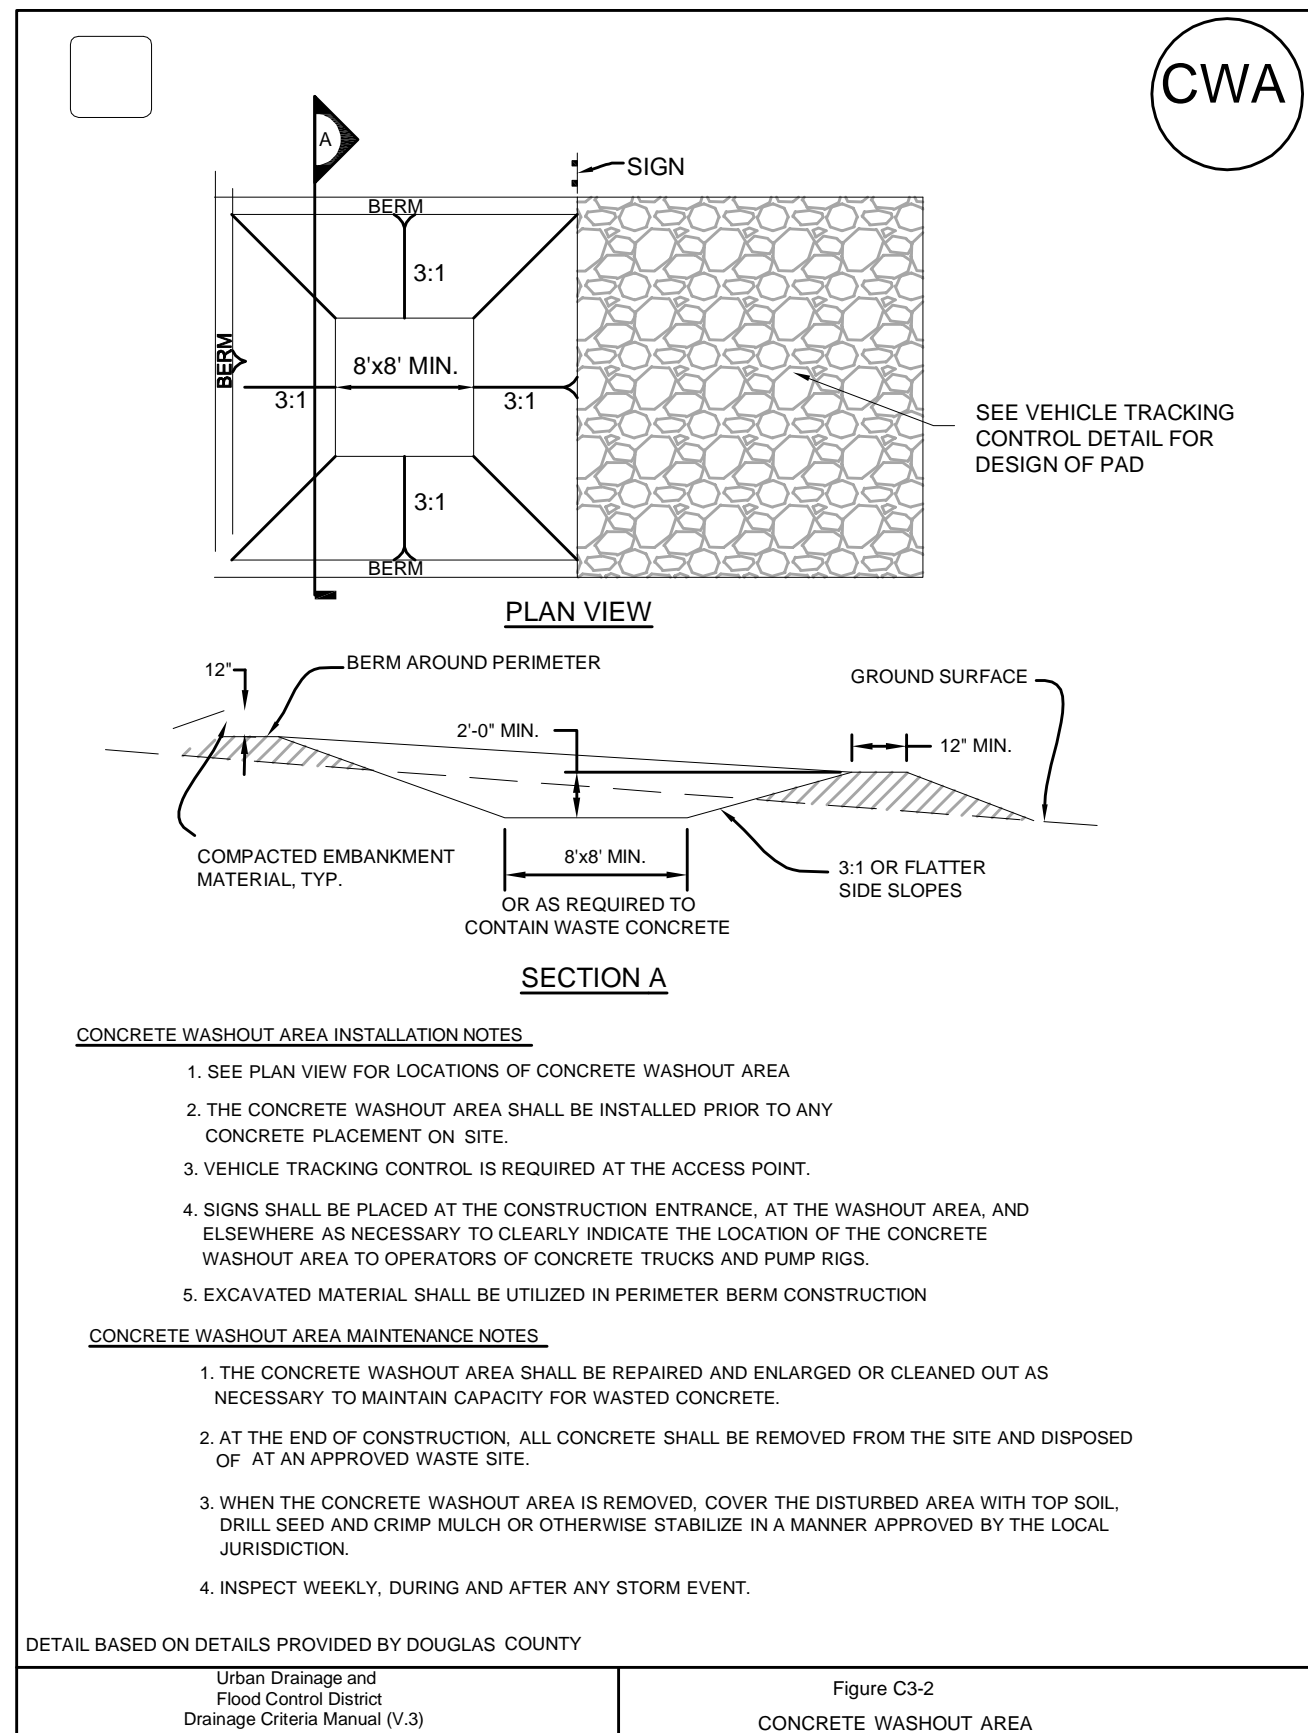 CWA
A
SIGN
BERM
3:1
BERM
8'x8' MIN.
3:1
3:1
SEE VEHICLE TRACKING
CONTROL DETAIL FOR
DESIGN OF PAD
3:1
BERM
PLAN VIEW
12"
BERM AROUND PERIMETER
GROUND SURFACE
2'-0" MIN.
12" MIN.
COMPACTED EMBANKMENT
MATERIAL, TYP.
8'x8' MIN.
OR AS REQUIRED TO
CONTAIN WASTE CONCRETE
3:1 OR FLATTER
SIDE SLOPES
SECTION A
CONCRETE WASHOUT AREA INSTALLATION NOTES
1. SEE PLAN VIEW FOR LOCATIONS OF CONCRETE WASHOUT AREA
2. THE CONCRETE WASHOUT AREA SHALL BE INSTALLED PRIOR TO ANY
CONCRETE PLACEMENT ON SITE.
3. VEHICLE TRACKING CONTROL IS REQUIRED AT THE ACCESS POINT.
4. SIGNS SHALL BE PLACED AT THE CONSTRUCTION ENTRANCE, AT THE WASHOUT AREA, AND
ELSEWHERE AS NECESSARY TO CLEARLY INDICATE THE LOCATION OF THE CONCRETE
WASHOUT AREA TO OPERATORS OF CONCRETE TRUCKS AND PUMP RIGS.
5. EXCAVATED MATERIAL SHALL BE UTILIZED IN PERIMETER BERM CONSTRUCTION
CONCRETE WASHOUT AREA MAINTENANCE NOTES
1. THE CONCRETE WASHOUT AREA SHALL BE REPAIRED AND ENLARGED OR CLEANED OUT AS
NECESSARY TO MAINTAIN CAPACITY FOR WASTED CONCRETE.
2. AT THE END OF CONSTRUCTION, ALL CONCRETE SHALL BE REMOVED FROM THE SITE AND DISPOSED
OF AT AN APPROVED WASTE SITE.
3. WHEN THE CONCRETE WASHOUT AREA IS REMOVED, COVER THE DISTURBED AREA WITH TOP SOIL,
DRILL SEED AND CRIMP MULCH OR OTHERWISE STABILIZE IN A MANNER APPROVED BY THE LOCAL
JURISDICTION.
4. INSPECT WEEKLY, DURING AND AFTER ANY STORM EVENT.
DETAIL BASED ON DETAILS PROVIDED BY DOUGLAS COUNTY
Urban Drainage and
Flood Control District
Drainage Criteria Manual (V.3)
Figure C3-2
CONCRETE WASHOUT AREA